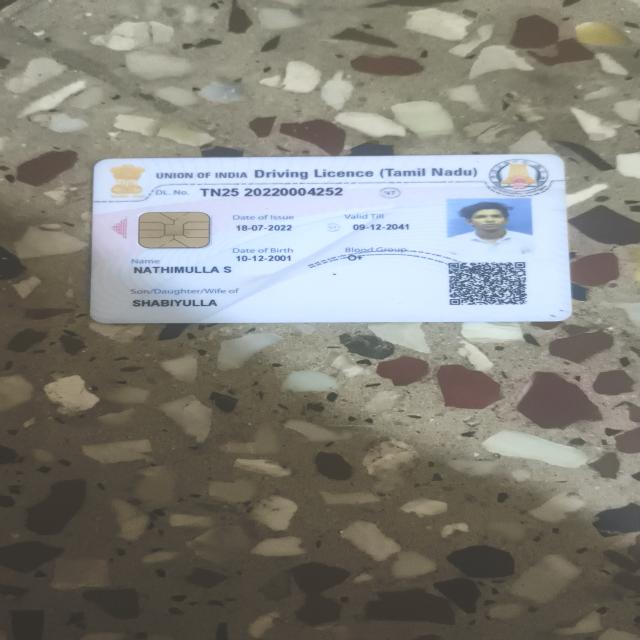 UNION OF INDIA Driving Licence (Tamil Nadu)
DL. No. TN25 20220004252
Date of Issue Valid Till
18-07-2022 09-12-2041
Date of Birth Blood Group
10-12-2001 O+
Name
NATHIMULLA S
Son/Daughter/Wife of
SHABIYULLA